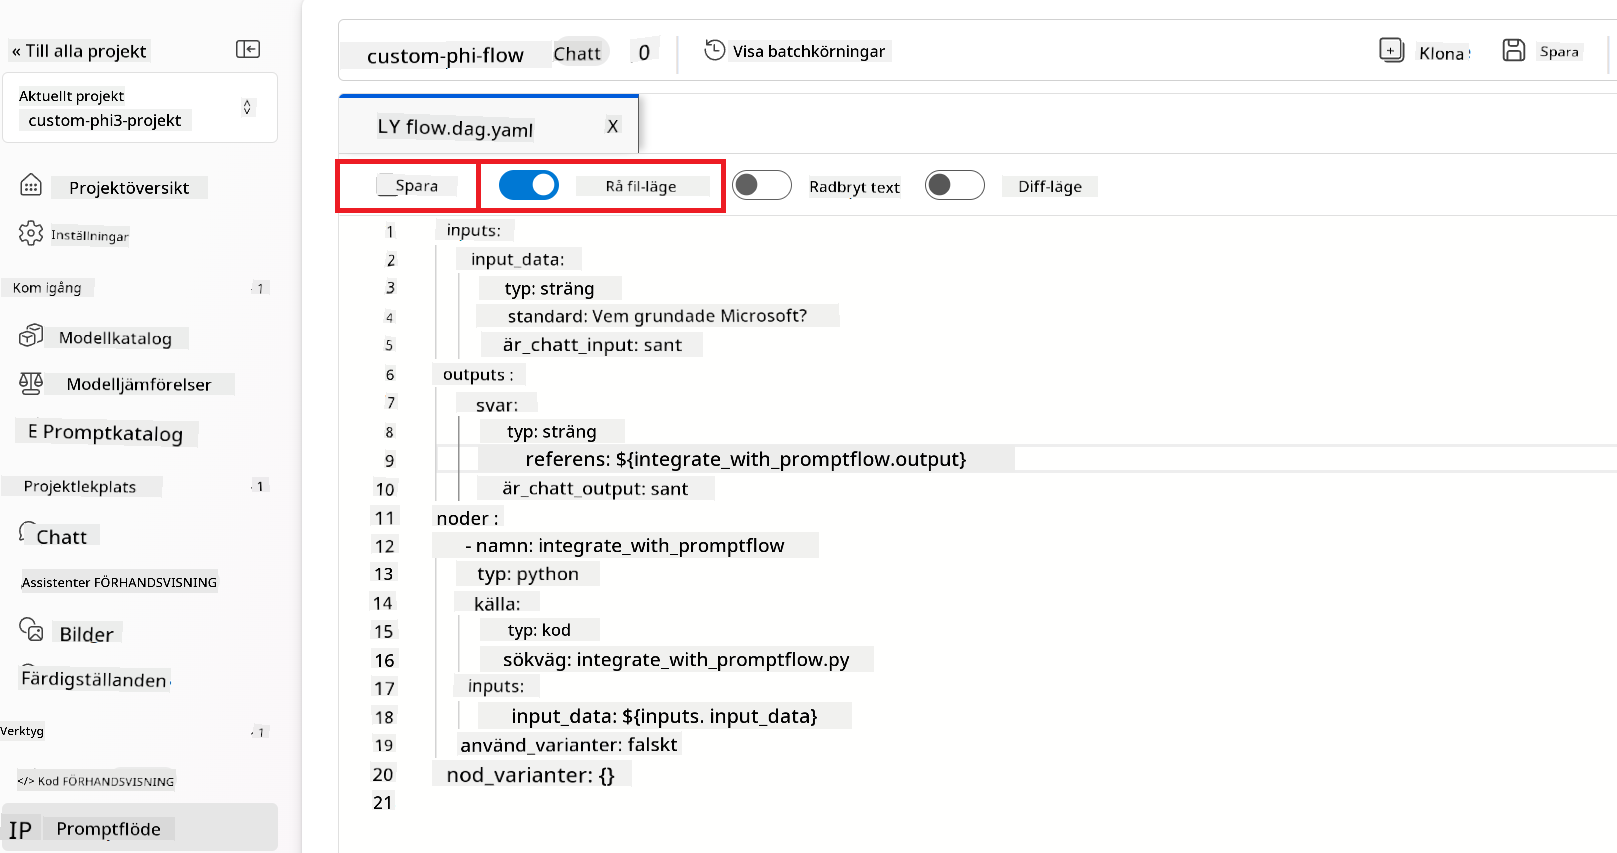 « Till alla projekt
Aktuellt projekt
custom-phi3-projekt
Projektöversikt
Inställningar
Kom igång
1
Modellkatalog
Modelljämförelser
E Promptkatalog
Projektlekplats
1
Chatt
Assistenter FÖRHANDSVISNING
Bilder
Färdigställanden
Verktyg
1
</> Kod FÖRHANDSVISNING
IP Promptflöde
custom-phi-flow Chatt 0 Visa batchkörningar Klona Spara
LY flow.dag.yaml X
Spara Rå fil-läge Radbryt text Diff-läge
1 inputs:
2 input_data:
3 typ: sträng
4 standard: Vem grundade Microsoft?
5 är_chatt_input: sant
6 outputs :
7 svar:
8 typ: sträng
9 referens: ${integrate_with_promptflow.output}
10 är_chatt_output: sant
11 noder :
12 - namn: integrate_with_promptflow
13 typ: python
14 källa:
15 typ: kod
16 sökväg: integrate_with_promptflow.py
17 inputs:
18 input_data: ${inputs. input_data}
19 använd_varianter: falskt
20 nod_varianter: {}
21